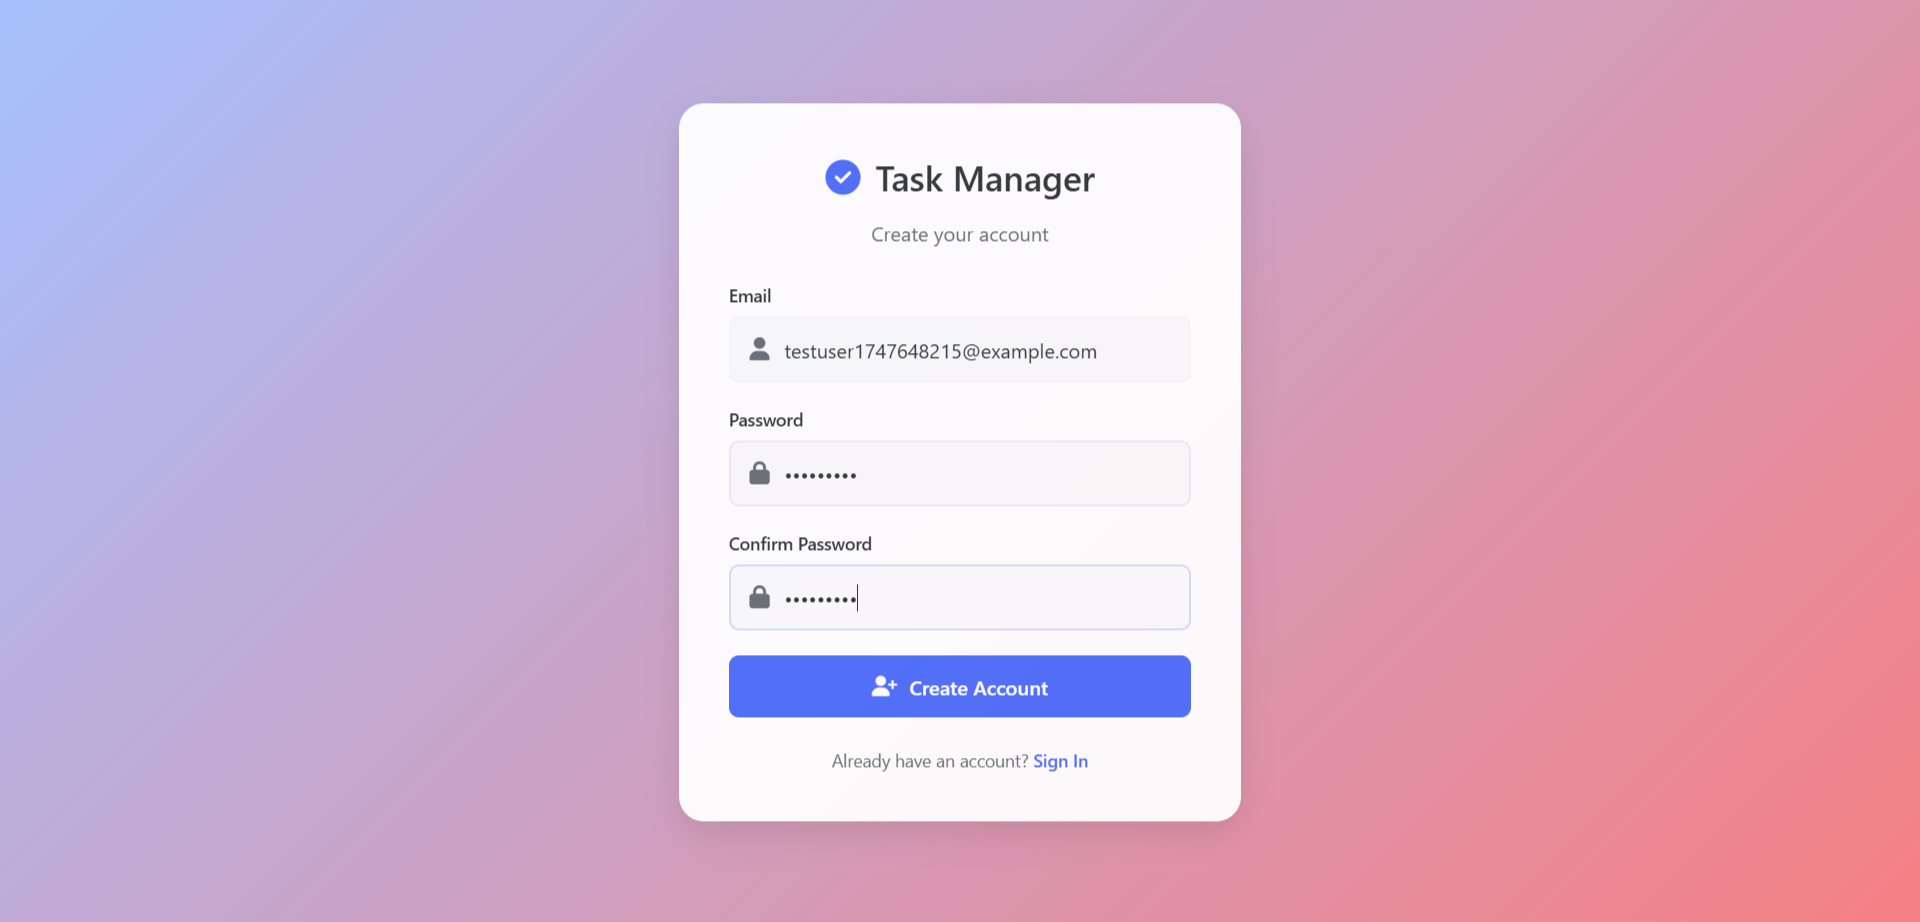 Task Manager
Create your account
Email
testuser1747648215@example.com
Password
•••••••••
Confirm Password
•••••••••
Create Account
Already have an account? Sign In